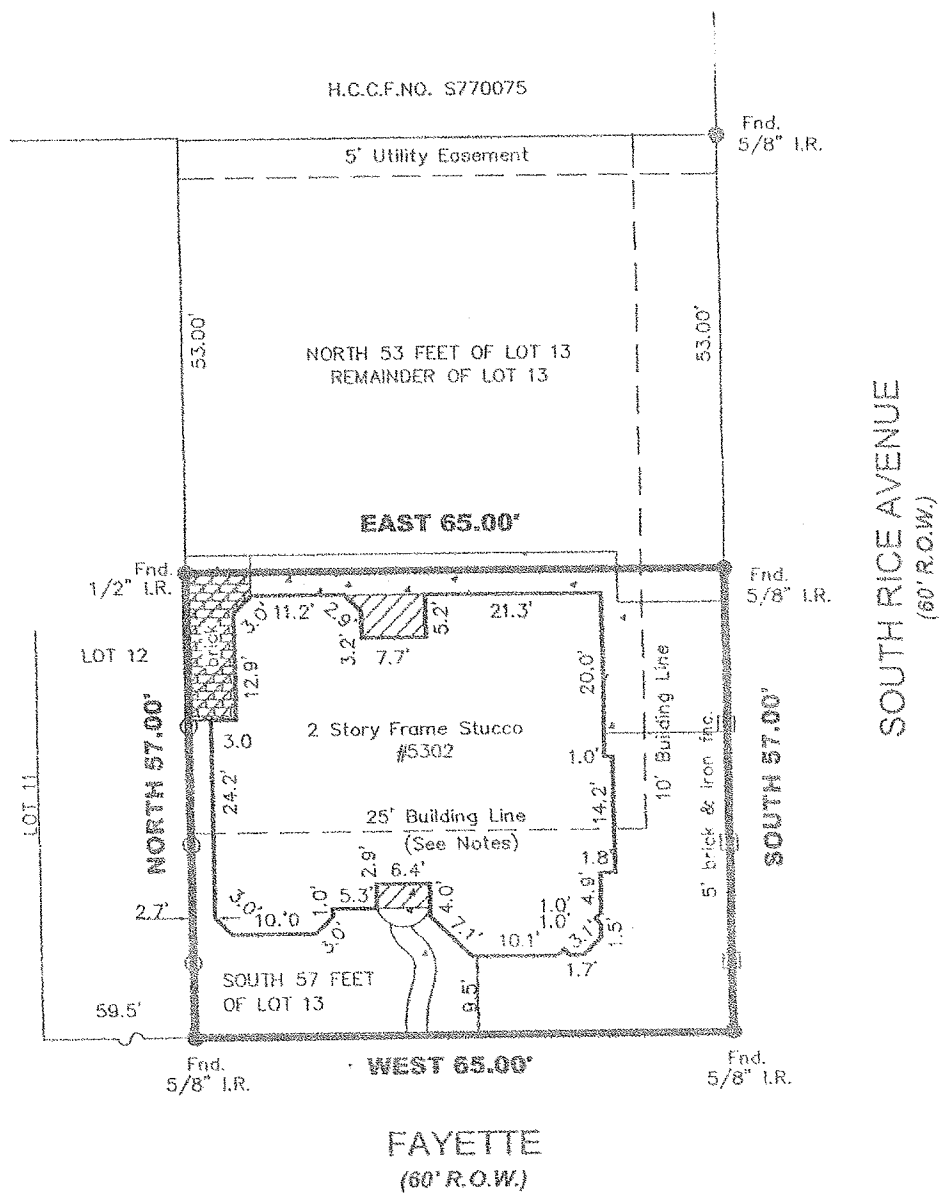 H.C.C.F.NO. S770075
Fnd.
5/8" I.R.
5' Utility Easement
53.00'
53.00'
NORTH 53 FEET OF LOT 13
REMAINDER OF LOT 13
SOUTH RICE AVENUE
(60' R.O.W.)
EAST 65.00'
Fnd.
1/2" I.R.
Fnd.
5/8" I.R.
3.0'
11.2'
2.9'
3.2'
7.7'
5.2'
21.3'
LOT 12
brick
12.9'
20.0'
2 Story Frame Stucco
#5302
3.0
1.0'
10' Building Line
NORTH 57.00'
24.2'
14.2'
5' brick & iron fnc.
SOUTH 57.00'
LOT 11
25' Building Line
(See Notes)
2.9'
6.4'
1.8
4.9'
2.7'
3.0'
10.'0
1.0'
5.3'
3.0'
4.0'
7.1'
10.1'
1.0'
1.0'
3.1'
1.5'
1.7'
SOUTH 57 FEET
OF LOT 13
9.5'
59.5'
Fnd.
5/8" I.R.
WEST 65.00'
Fnd.
5/8" I.R.
FAYETTE
(60' R.O.W.)